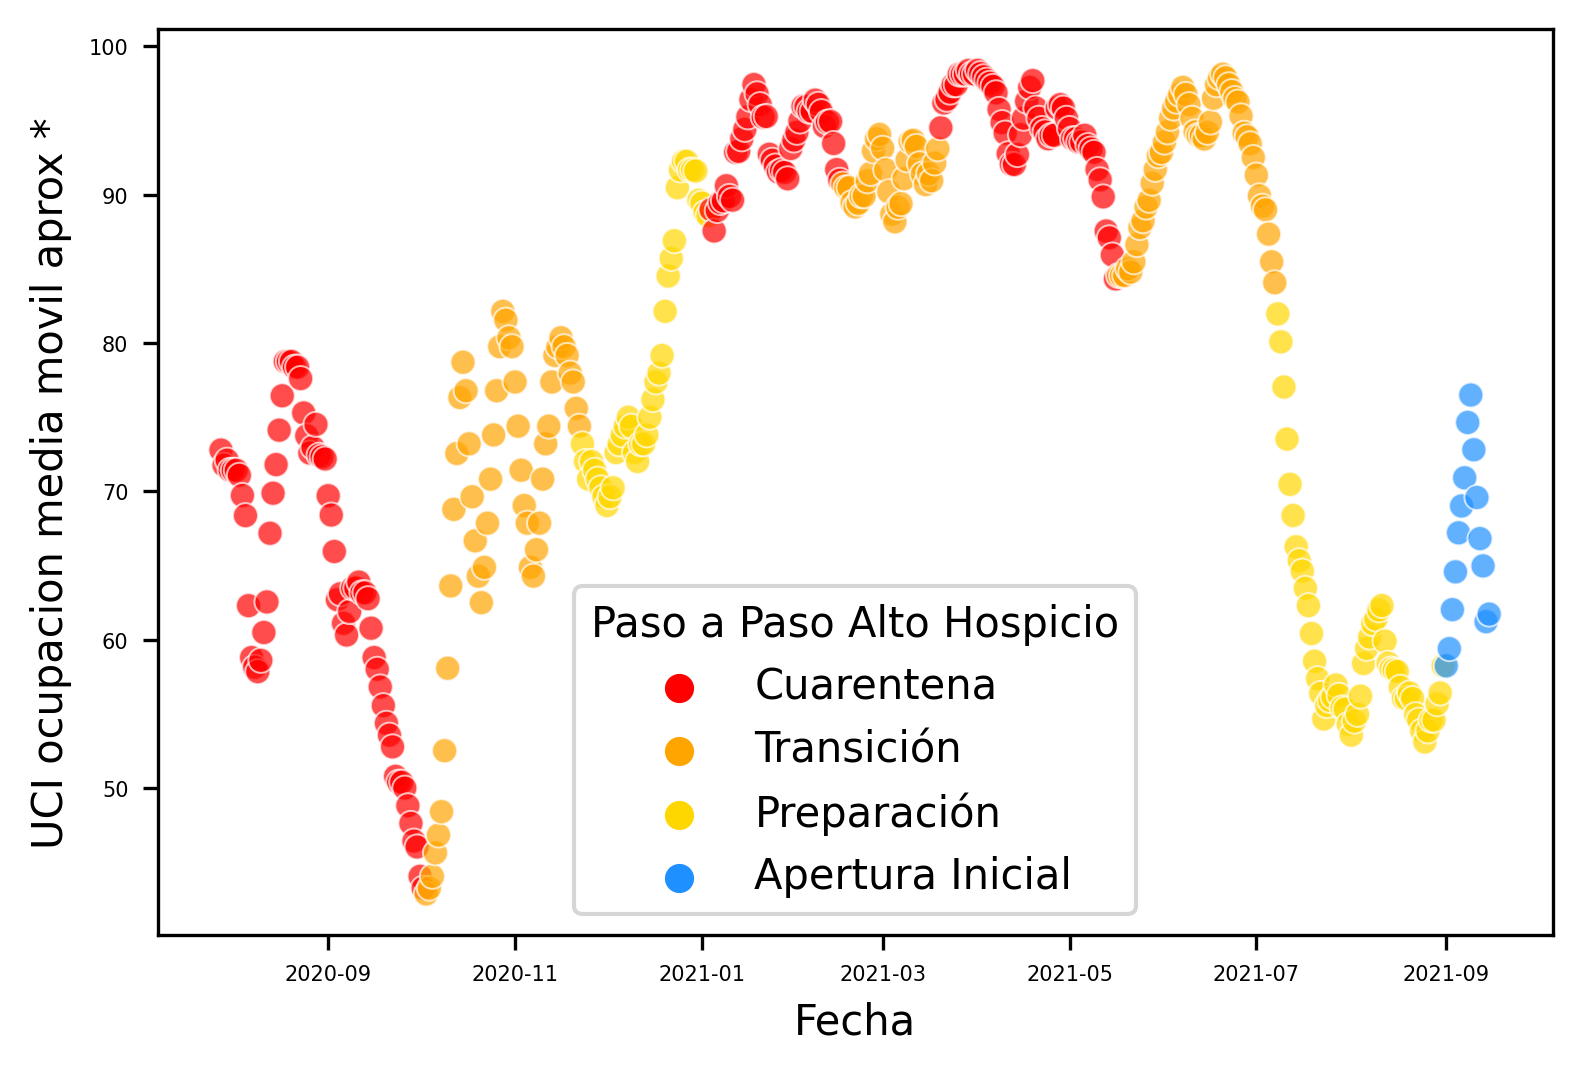 UCI ocupacion media movil aprox *
100
90
80
70
60
50
Paso a Paso Alto Hospicio
Cuarentena
Transición
Preparación
Apertura Inicial
2020-09
2020-11
2021-01
2021-03
2021-05
2021-07
2021-09
Fecha